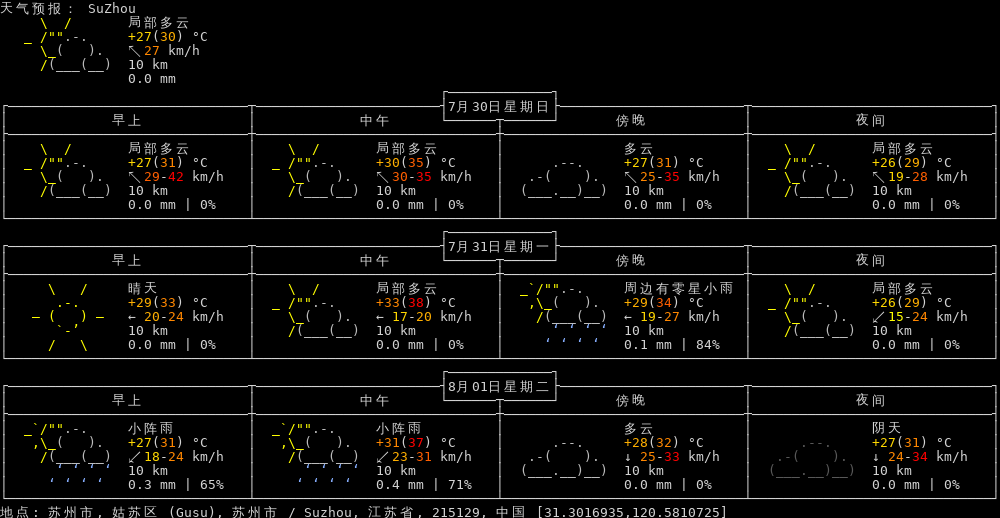 天气预报: SuZhou
局部多云
+27(30) °C
↖ 27 km/h
10 km
0.0 mm
7月30日星期日
早上 中午 傍晚 夜间
局部多云 局部多云 多云 局部多云
+27(31) °C +30(35) °C +27(31) °C +26(29) °C
↖ 29-42 km/h ↖ 30-35 km/h ↖ 25-35 km/h ↖ 19-28 km/h
10 km 10 km 10 km 10 km
0.0 mm | 0% 0.0 mm | 0% 0.0 mm | 0% 0.0 mm | 0%
7月31日星期一
早上 中午 傍晚 夜间
晴天 局部多云 周边有零星小雨 局部多云
+29(33) °C +33(38) °C +29(34) °C +26(29) °C
← 20-24 km/h ← 17-20 km/h ← 19-27 km/h ↙ 15-24 km/h
10 km 10 km 10 km 10 km
0.0 mm | 0% 0.0 mm | 0% 0.1 mm | 84% 0.0 mm | 0%
8月01日星期二
早上 中午 傍晚 夜间
小阵雨 小阵雨 多云 阴天
+27(31) °C +31(37) °C +28(32) °C +27(31) °C
↙ 18-24 km/h ↙ 23-31 km/h ↓ 25-33 km/h ↓ 24-34 km/h
10 km 10 km 10 km 10 km
0.3 mm | 65% 0.4 mm | 71% 0.0 mm | 0% 0.0 mm | 0%
地点: 苏州市, 姑苏区 (Gusu), 苏州市 / Suzhou, 江苏省, 215129, 中国 [31.3016935,120.5810725]